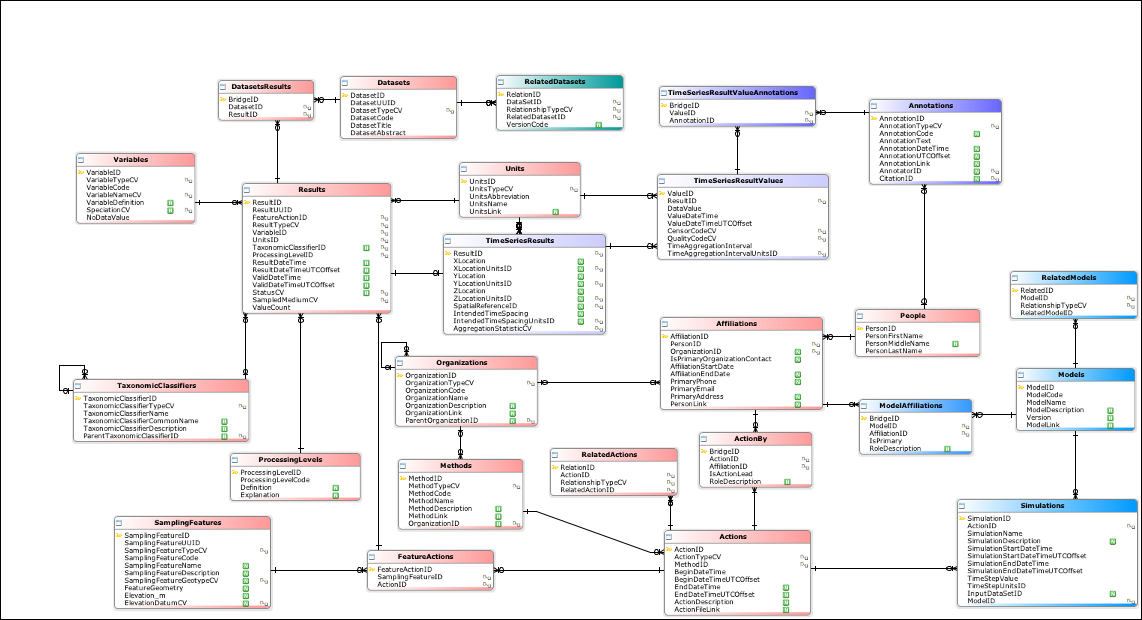 DatasetsResults
BridgeID
DatasetID
ResultID
Datasets
DatasetID
DatasetUUID
DatasetTypeCV
DatasetCode
DatasetTitle
DatasetAbstract
RelatedDatasets
RelationID
DataSetID
RelationshipTypeCV
RelatedDatasetID
VersionCode
TimeSeriesResultValueAnnotations
BridgeID
ValueID
AnnotationID
Annotations
AnnotationID
AnnotationTypeCV
AnnotationCode
AnnotationText
AnnotationDateTime
AnnotationUTCOffset
AnnotationLink
AnnotatorID
CitationID
Variables
VariableID
VariableTypeCV
VariableCode
VariableNameCV
VariableDefinition
SpeciationCV
NoDataValue
Results
ResultID
ResultUUID
FeatureActionID
ResultTypeCV
VariableID
UnitsID
TaxonomicClassifierID
ProcessingLevelID
ResultDateTime
ResultDateTimeUTCOffset
ValidDateTime
ValidDateTimeUTCOffset
StatusCV
SampledMediumCV
ValueCount
Units
UnitsID
UnitsTypeCV
UnitsAbbreviation
UnitsName
UnitsLink
TimeSeriesResultValues
ValueID
ResultID
DataValue
ValueDateTime
ValueDateTimeUTCOffset
CensorCodeCV
QualityCodeCV
TimeAggregationInterval
TimeAggregationIntervalUnitsID
TimeSeriesResults
ResultID
XLocation
XLocationUnitsID
YLocation
YLocationUnitsID
ZLocation
ZLocationUnitsID
SpatialReferenceID
IntendedTimeSpacing
IntendedTimeSpacingUnitsID
AggregationStatisticCV
RelatedModels
RelatedID
ModelID
RelationshipTypeCV
RelatedModelID
People
PersonID
PersonFirstName
PersonMiddleName
PersonLastName
Affiliations
AffiliationID
PersonID
OrganizationID
IsPrimaryOrganizationContact
AffiliationStartDate
AffiliationEndDate
PrimaryPhone
PrimaryEmail
PrimaryAddress
PersonLink
Organizations
OrganizationID
OrganizationTypeCV
OrganizationCode
OrganizationName
OrganizationDescription
OrganizationLink
ParentOrganizationID
Models
ModelID
ModelCode
ModelName
ModelDescription
Version
ModelLink
TaxonomicClassifiers
TaxonomicClassifierID
TaxonomicClassifierTypeCV
TaxonomicClassifierName
TaxonomicClassifierCommonName
TaxonomicClassifierDescription
ParentTaxonomicClassifierID
ModelAffiliations
BridgeID
ModelID
AffiliationID
IsPrimary
RoleDescription
ActionBy
BridgeID
ActionID
AffiliationID
IsActionLead
RoleDescription
ProcessingLevels
ProcessingLevelID
ProcessingLevelCode
Definition
Explanation
Methods
MethodID
MethodTypeCV
MethodCode
MethodName
MethodDescription
MethodLink
OrganizationID
RelatedActions
RelationID
ActionID
RelationshipTypeCV
RelatedActionID
SamplingFeatures
SamplingFeatureID
SamplingFeatureUUID
SamplingFeatureTypeCV
SamplingFeatureCode
SamplingFeatureName
SamplingFeatureDescription
SamplingFeatureGeotypeCV
FeatureGeometry
Elevation_m
ElevationDatumCV
FeatureActions
FeatureActionID
SamplingFeatureID
ActionID
Actions
ActionID
ActionTypeCV
MethodID
BeginDateTime
BeginDateTimeUTCOffset
EndDateTime
EndDateTimeUTCOffset
ActionDescription
ActionFileLink
Simulations
SimulationID
ActionID
SimulationName
SimulationDescription
SimulationStartDateTime
SimulationStartDateTimeUTCOffset
SimulationEndDateTime
SimulationEndDateTimeUTCOffset
TimeStepValue
TimeStepUnitsID
InputDataSetID
ModelID